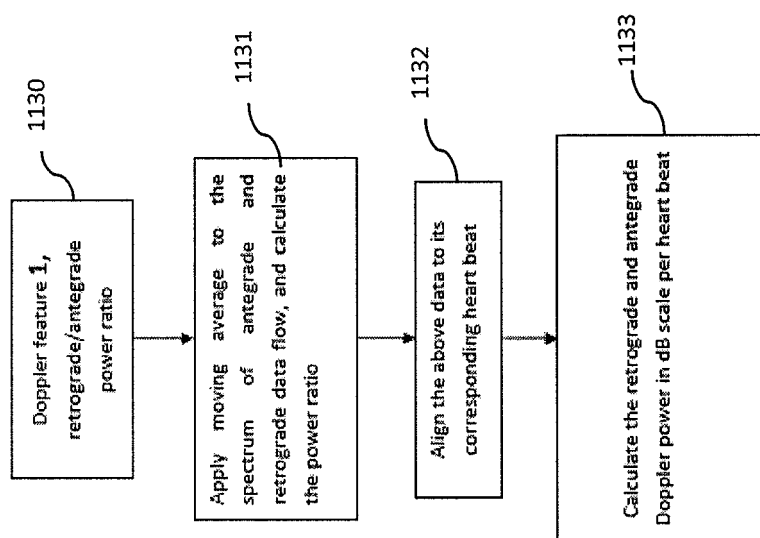 1130
Doppler feature 1,
retrograde/antegrade
power ratio
1131
Apply moving average to the
spectrum of antegrade and
retrograde data flow, and calculate
the power ratio
1132
Align the above data to its
corresponding heart beat
1133
Calculate the retrograde and antegrade
Doppler power in dB scale per heart beat